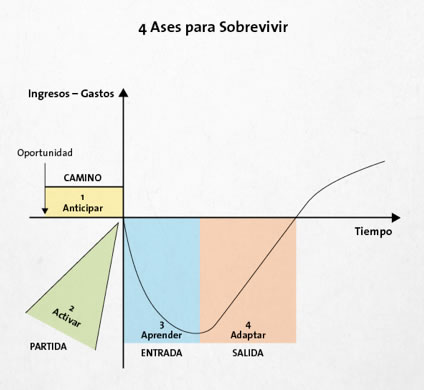 4 Ases para Sobrevivir
Ingresos – Gastos
Oportunidad
CAMINO
1
Anticipar
Tiempo
2
Activar
PARTIDA
3
Aprender
ENTRADA
4
Adaptar
SALIDA